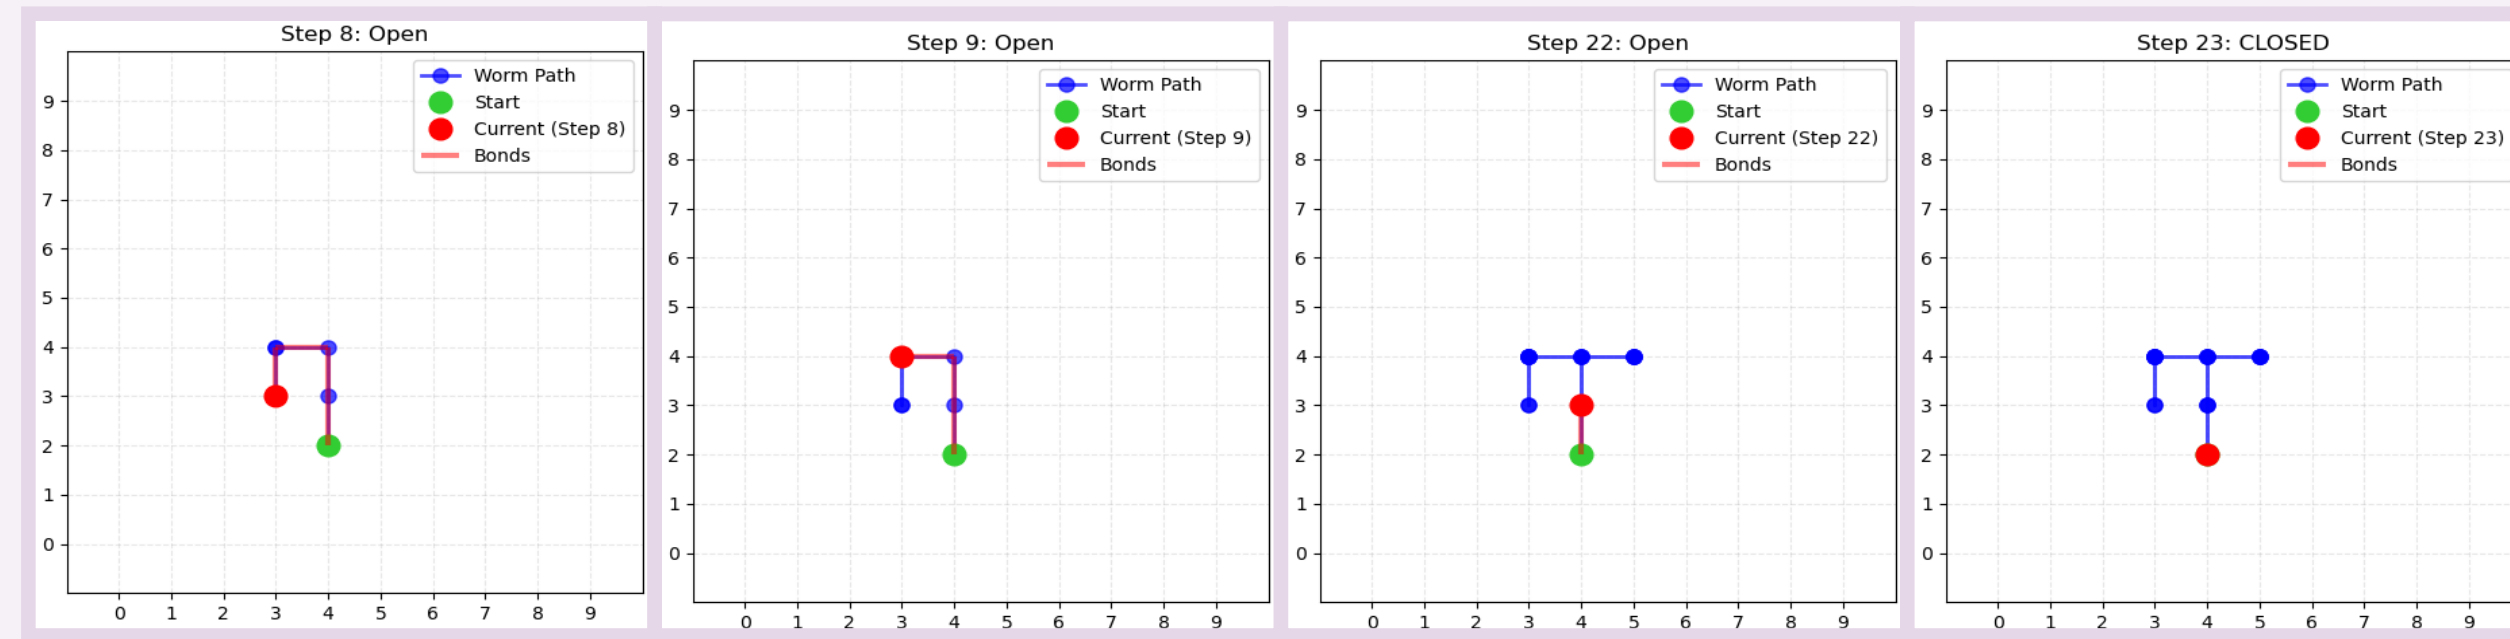 Step 8: Open
Worm Path
Start
Current (Step 8)
Bonds
9
8
7
6
5
4
3
2
1
0
0 1 2 3 4 5 6 7 8 9
Step 9: Open
Worm Path
Start
Current (Step 9)
Bonds
9
8
7
6
5
4
3
2
1
0
0 1 2 3 4 5 6 7 8 9
Step 22: Open
Worm Path
Start
Current (Step 22)
Bonds
9
8
7
6
5
4
3
2
1
0
0 1 2 3 4 5 6 7 8 9
Step 23: CLOSED
Worm Path
Start
Current (Step 23)
Bonds
9
8
7
6
5
4
3
2
1
0
0 1 2 3 4 5 6 7 8 9